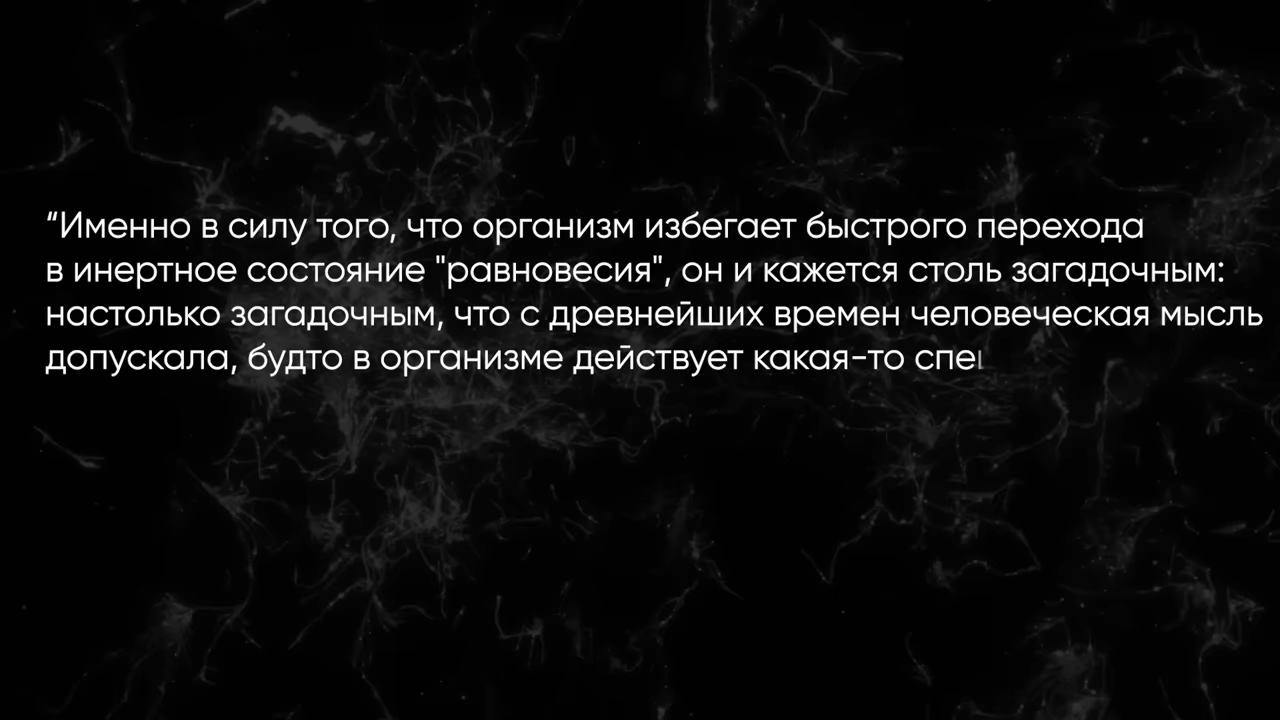 “Именно в силу того, что организм избегает быстрого перехода
в инертное состояние "равновесия", он и кажется столь загадочным:
настолько загадочным, что с древнейших времен человеческая мысль
допускала, будто в организме действует какая-то спе